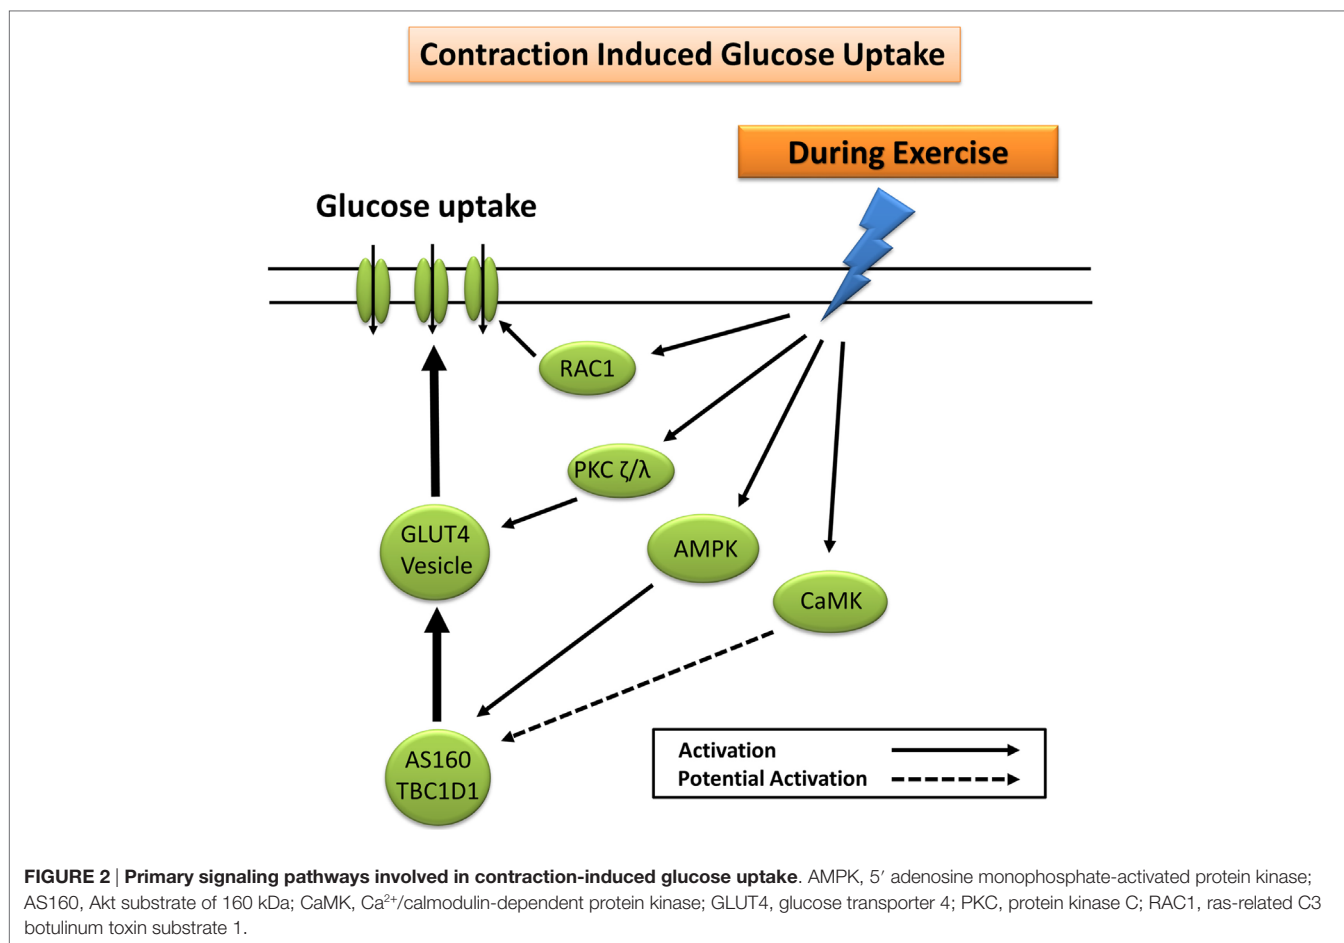 Contraction Induced Glucose Uptake
During Exercise
Glucose uptake
RAC1
PKC ζ/λ
GLUT4
Vesicle
AMPK
CaMK
AS160
TBC1D1
Activation
Potential Activation
FIGURE 2 | Primary signaling pathways involved in contraction-induced glucose uptake. AMPK, 5′ adenosine monophosphate-activated protein kinase;
AS160, Akt substrate of 160 kDa; CaMK, Ca²⁺/calmodulin-dependent protein kinase; GLUT4, glucose transporter 4; PKC, protein kinase C; RAC1, ras-related C3
botulinum toxin substrate 1.